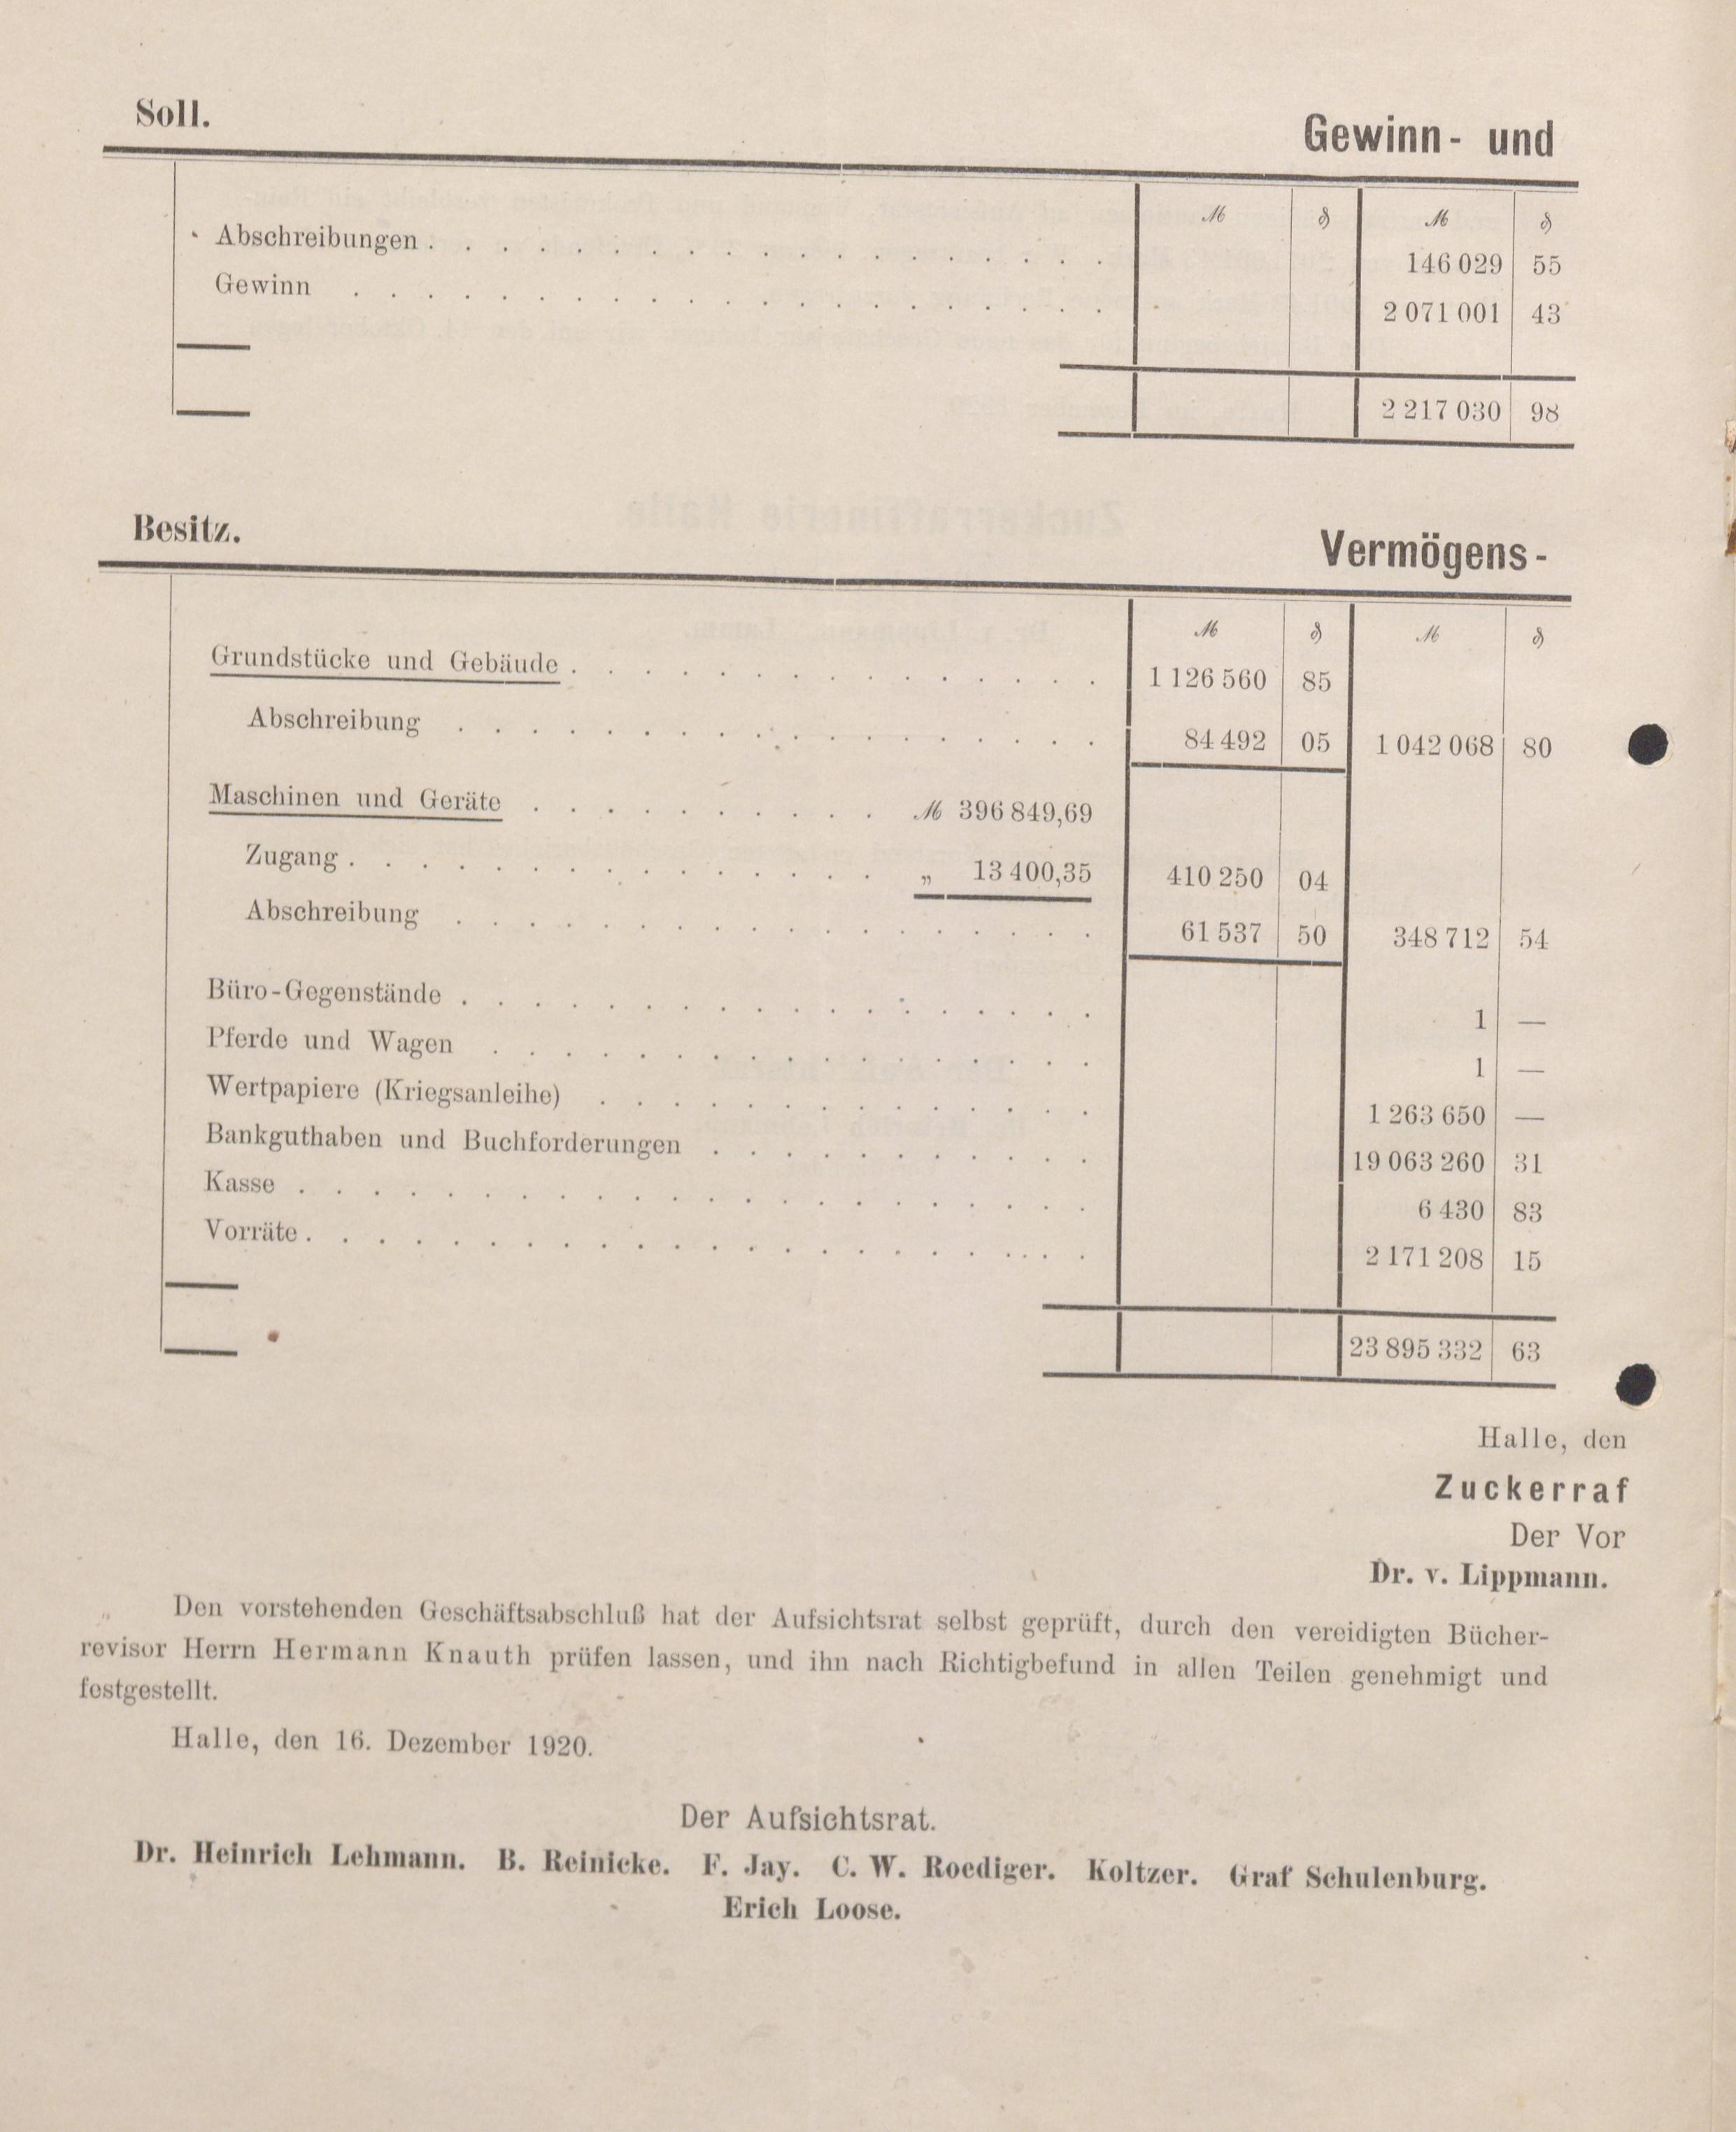 Soll.
Gewinn- und
ℳ ₰ ℳ ₰
Abschreibungen . . . . . . . . . . . . . . . . . . . 146 029 55
Gewinn . . . . . . . . . . . . . . . . . . . . . 2 071 001 43
2 217 030 98
Besitz.
Vermögens-
ℳ ₰ ℳ ₰
Grundstücke und Gebäude . . . . . . . . . . . . . . . 1 126 560 85
Abschreibung . . . . . . . . . . . . . . . . . . 84 492 05 1 042 068 80
Maschinen und Geräte . . . . . . . . . . ℳ 396 849,69
Zugang . . . . . . . . . . . . . . . „ 13 400,35 410 250 04
Abschreibung . . . . . . . . . . . . . . . . . . 61 537 50 348 712 54
Büro-Gegenstände . . . . . . . . . . . . . . . . . . 1 —
Pferde und Wagen . . . . . . . . . . . . . . . . . 1 —
Wertpapiere (Kriegsanleihe) . . . . . . . . . . . . . . 1 263 650 —
Bankguthaben und Buchforderungen . . . . . . . . . . . 19 063 260 31
Kasse . . . . . . . . . . . . . . . . . . . . . . 6 430 83
Vorräte . . . . . . . . . . . . . . . . . . . . . . 2 171 208 15
23 895 332 63
Halle, den
Zuckerraf
Der Vor
Dr. v. Lippmann.
Den vorstehenden Geschäftsabschluß hat der Aufsichtsrat selbst geprüft, durch den vereidigten Bücher-
revisor Herrn Hermann Knauth prüfen lassen, und ihn nach Richtigbefund in allen Teilen genehmigt und
festgestellt.
Halle, den 16. Dezember 1920.
Der Aufsichtsrat.
Dr. Heinrich Lehmann. B. Reinicke. F. Jay. C. W. Roediger. Koltzer. Graf Schulenburg.
Erich Loose.